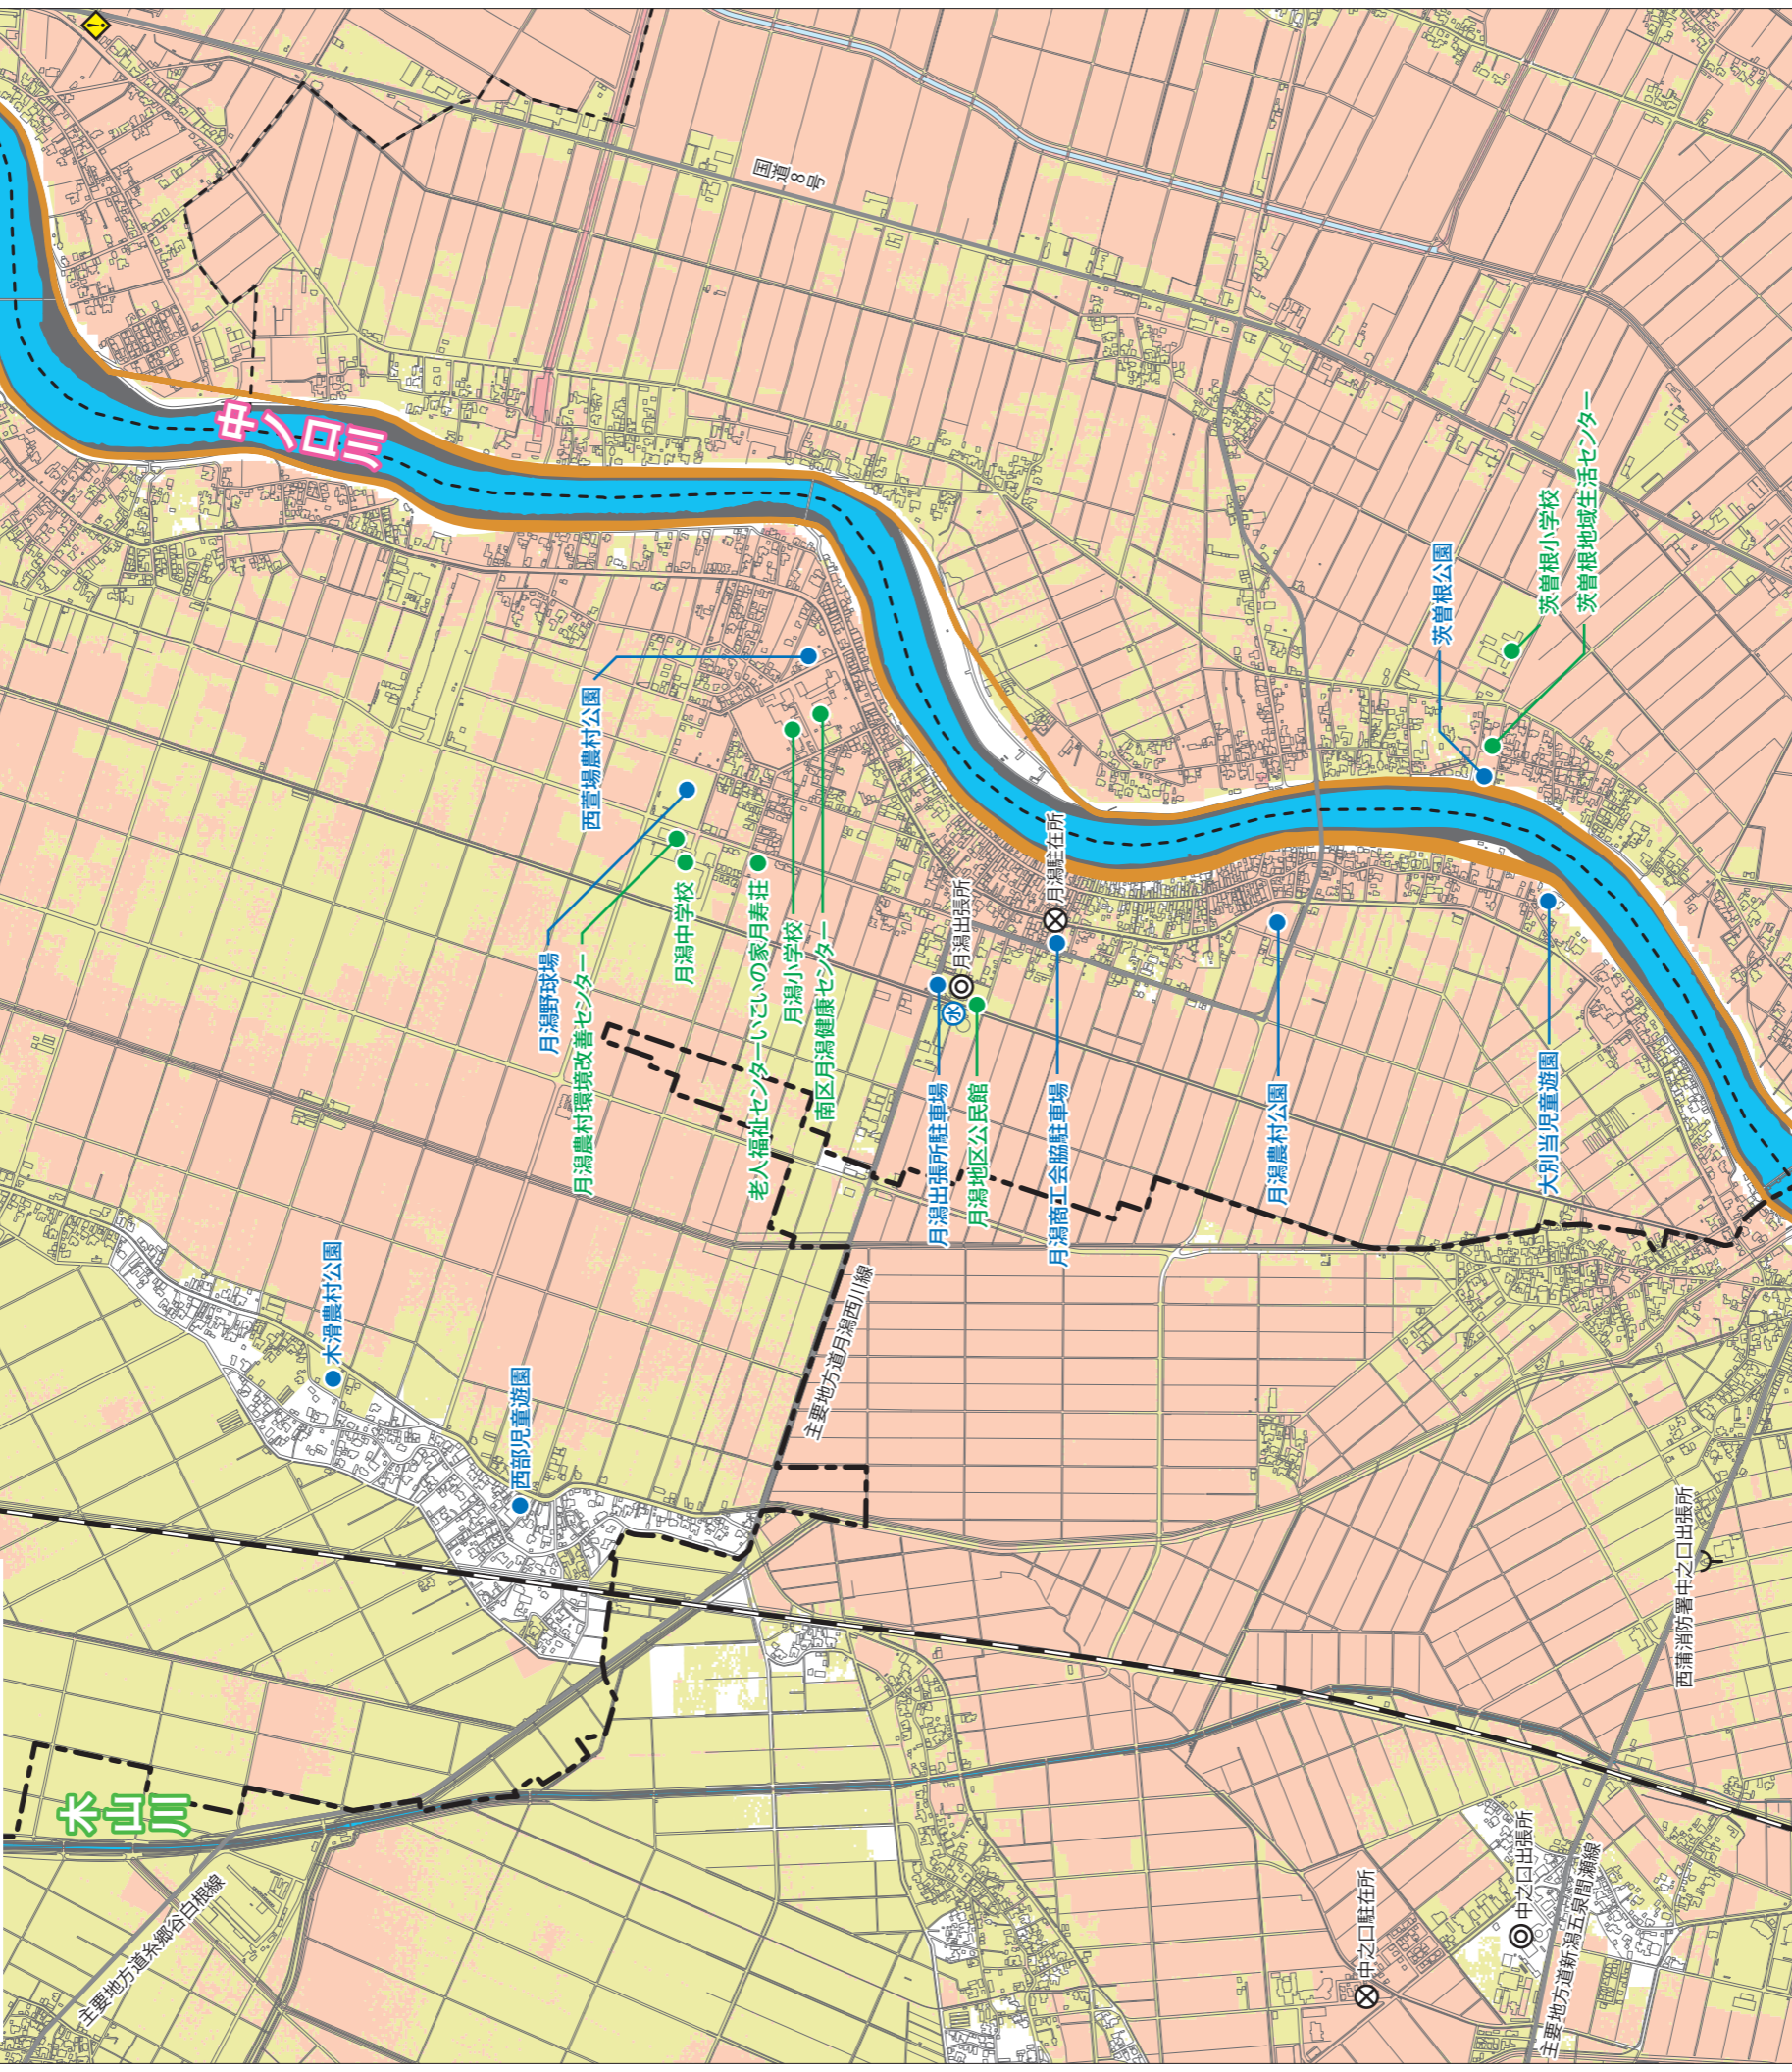 国道8号
中ノ口川
西萱場農村公園
月潟野球場
月潟農村環境改善センター
月潟中学校
老人福祉センターいこいの家月寿荘
月潟小学校
南区月潟健康センター
月潟出張所
水
月潟駐在所
月潟出張所駐車場
月潟地区公民館
月潟商工会脇駐車場
月潟農村公園
大別当児童遊園
茨曽根公園
茨曽根小学校
茨曽根地域生活センター
木滑農村公園
西部児童遊園
主要地方道月潟西川線
木山川
主要地方道糸郷谷白根線
西蒲消防署中之口出張所
中之口駐在所
中之口出張所
主要地方道新潟五泉間瀬線